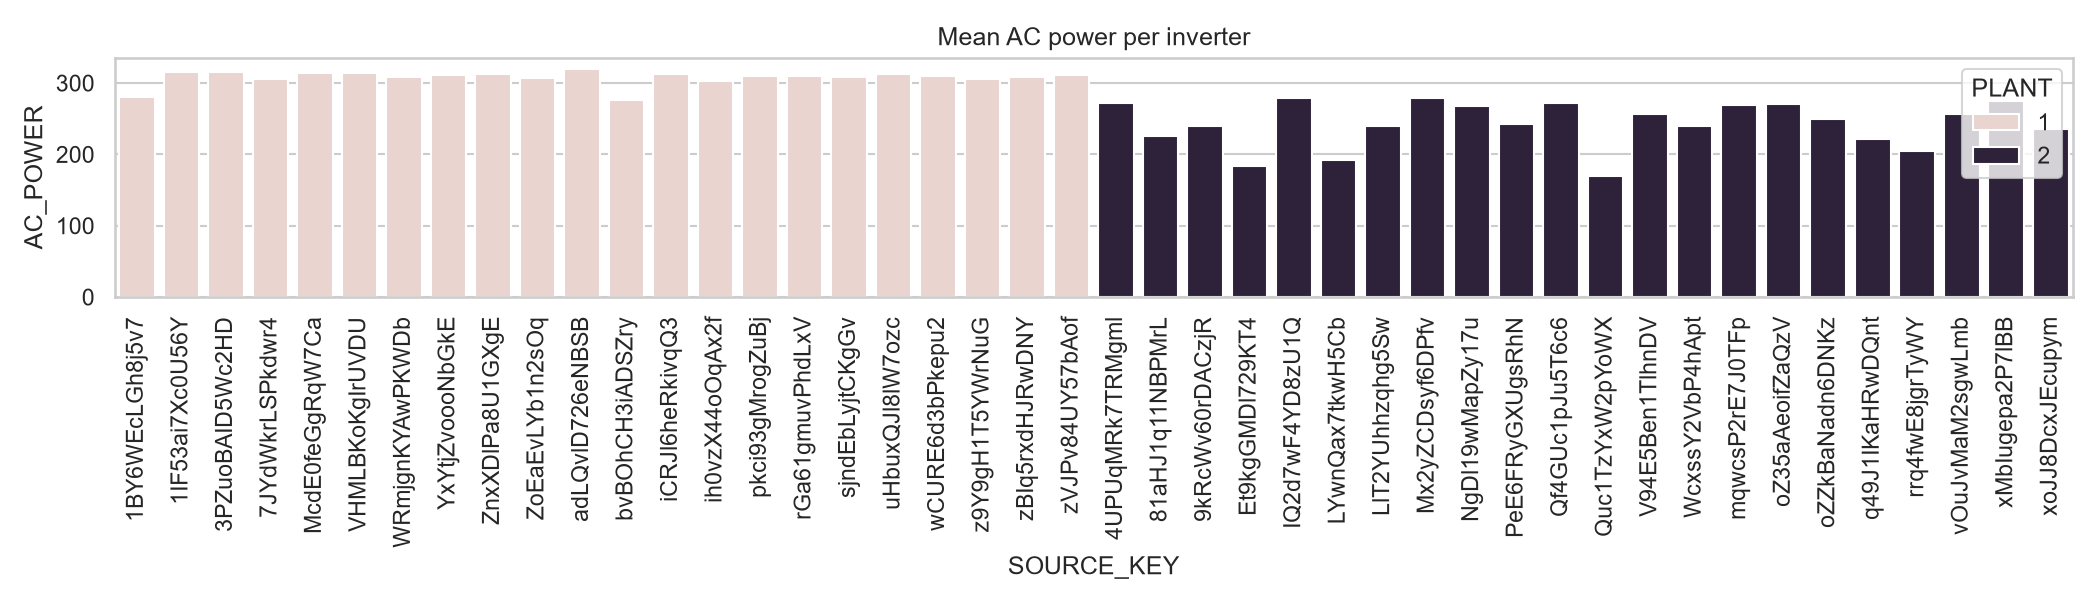 Mean AC power per inverter
AC_POWER
300
200
100
0
PLANT
1
2
1BY6WEcLGh8j5v7
1IF53ai7Xc0U56Y
3PZuoBAID5Wc2HD
7JYdWkrLSPkdwr4
McdE0feGgRqW7Ca
VHMLBKoKgIrUVDU
WRmjgnKYAwPKWDb
YxYtjZvoooNbGkE
ZnxXDlPa8U1GXgE
ZoEaEvLYb1n2sOq
adLQvlD726eNBSB
bvBOhCH3iADSZry
iCRJl6heRkivqQ3
ih0vzX44oOqAx2f
pkci93gMrogZuBj
rGa61gmuvPhdLxV
sjndEbLyjtCKgGv
uHbuxQJl8lW7ozc
wCURE6d3bPkepu2
z9Y9gH1T5YWrNuG
zBIq5rxdHJRwDNY
zVJPv84UY57bAof
4UPUqMRk7TRMgml
81aHJ1q11NBPMrL
9kRcWv60rDACzjR
Et9kgGMDl729KT4
IQ2d7wF4YD8zU1Q
LYwnQax7tkwH5Cb
LlT2YUhhzqhg5Sw
Mx2yZCDsyf6DPfv
NgDl19wMapZy17u
PeE6FRyGXUgsRhN
Qf4GUc1pJu5T6c6
Quc1TzYxW2pYoWX
V94E5Ben1TlhnDV
WcxssY2VbP4hApt
mqwcsP2rE7J0TFp
oZ35aAeoifZaQzV
oZZkBaNadn6DNKz
q49J1IKaHRwDQnt
rrq4fwE8jgrTyWY
vOuJvMaM2sgwLmb
xMbIugepa2P7lBB
xoJJ8DcxJEcupym
SOURCE_KEY